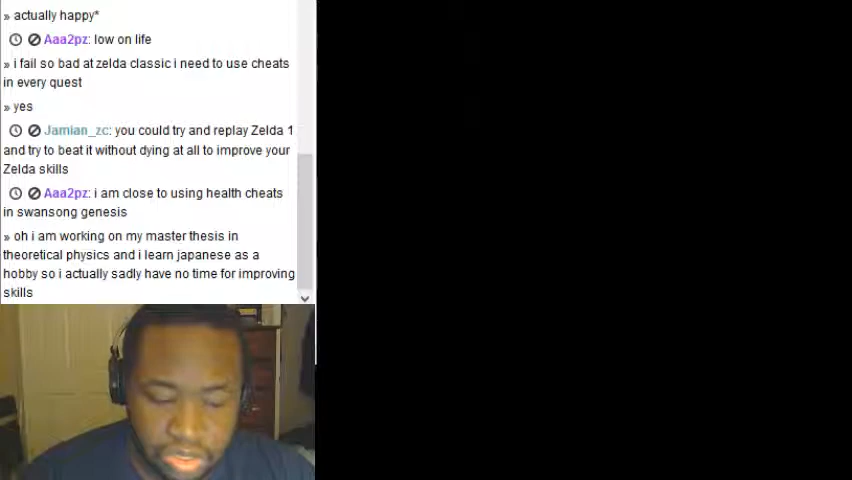 » actually happy*
Aaa2pz: low on life
» i fail so bad at zelda classic i need to use cheats
in every quest
» yes
Jamian_zc: you could try and replay Zelda 1
and try to beat it without dying at all to improve your
Zelda skills
Aaa2pz: i am close to using health cheats
in swansong genesis
» oh i am working on my master thesis in
theoretical physics and i learn japanese as a
hobby so i actually sadly have no time for improving
skills